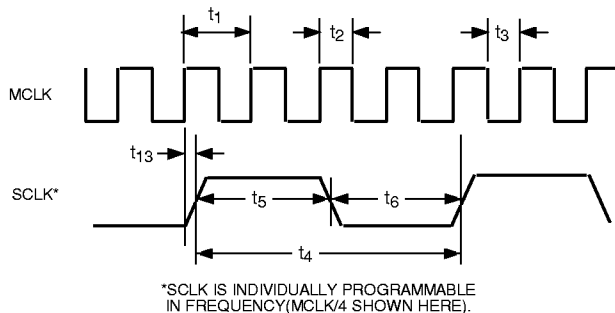 t1
t2
t3
MCLK
t13
SCLK*
t5
t6
t4
*SCLK IS INDIVIDUALLY PROGRAMMABLE
IN FREQUENCY(MCLK/4 SHOWN HERE).